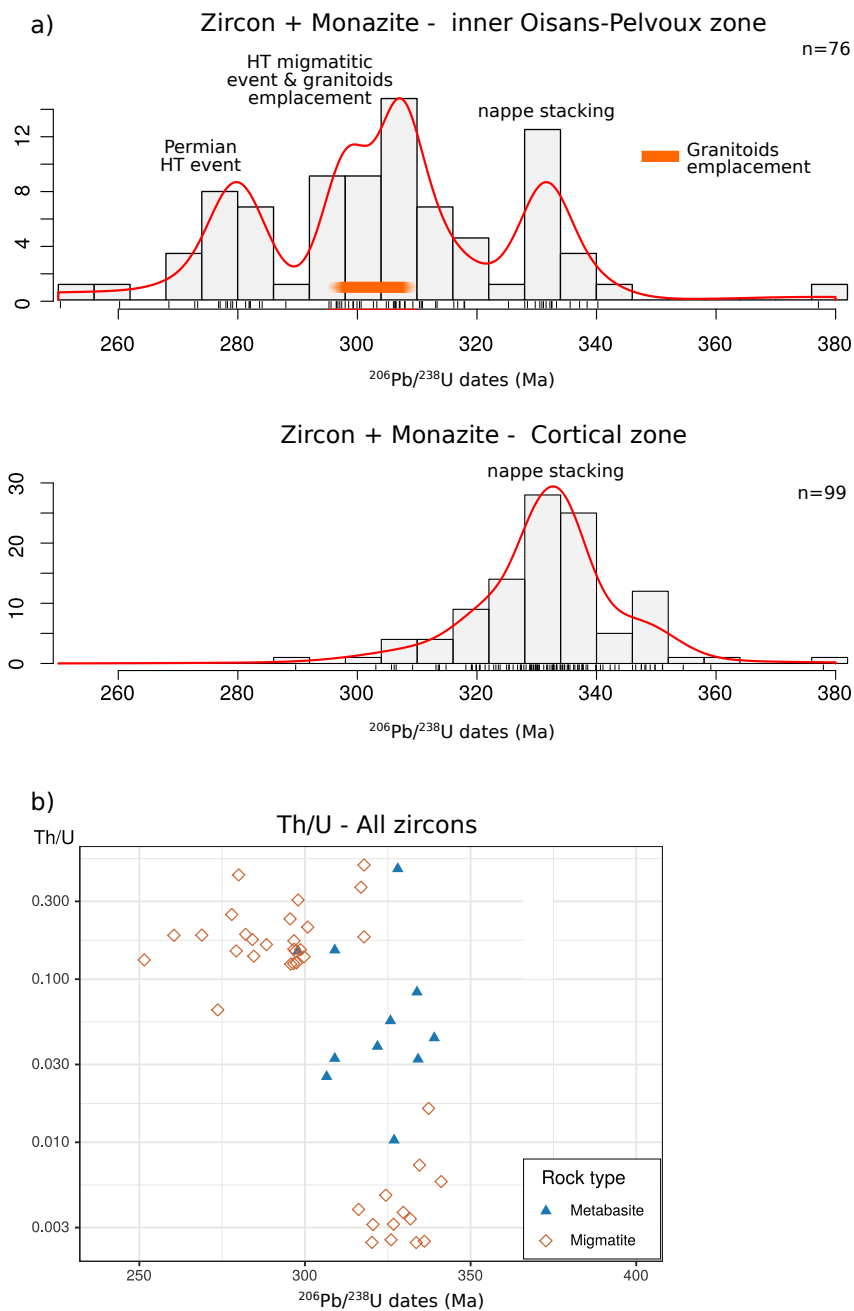 a)
Zircon + Monazite - inner Oisans-Pelvoux zone
n=76
HT migmatitic
event & granitoids
emplacement
nappe stacking
Permian
HT event
Granitoids
emplacement
12
8
4
0
260 280 300 320 340 360 380
206Pb/238U dates (Ma)
Zircon + Monazite - Cortical zone
nappe stacking
n=99
30
20
10
0
260 280 300 320 340 360 380
206Pb/238U dates (Ma)
b)
Th/U - All zircons
Th/U
0.300
0.100
0.030
0.010
0.003
Rock type
Metabasite
Migmatite
250 300 350 400
206Pb/238U dates (Ma)